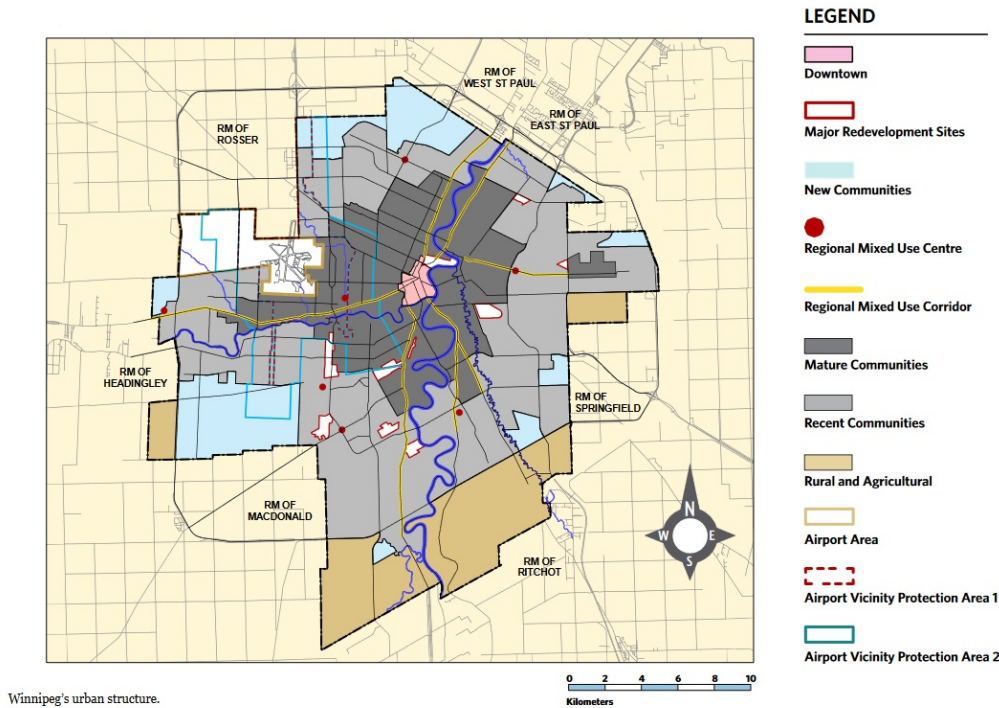 LEGEND
Downtown
Major Redevelopment Sites
New Communities
Regional Mixed Use Centre
Regional Mixed Use Corridor
Mature Communities
Recent Communities
Rural and Agricultural
Airport Area
Airport Vicinity Protection Area 1
Airport Vicinity Protection Area 2
RM OF
WEST ST PAUL
RM OF
EAST ST PAUL
RM OF
ROSSER
RM OF
HEADINGLEY
RM OF
SPRINGFIELD
RM OF
MACDONALD
RM OF
RITCHOT
N
W
E
S
0 2 4 6 8 10
Kilometers
Winnipeg's urban structure.